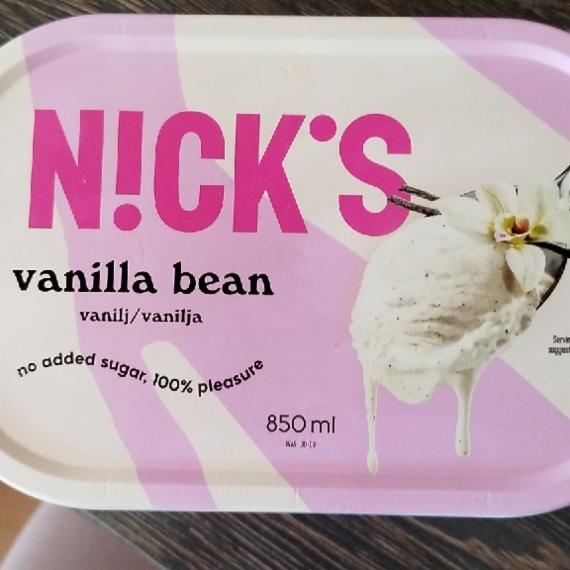 N!CK'S
vanilla bean
vanilj/vanilja
no added sugar, 100% pleasure
850 ml